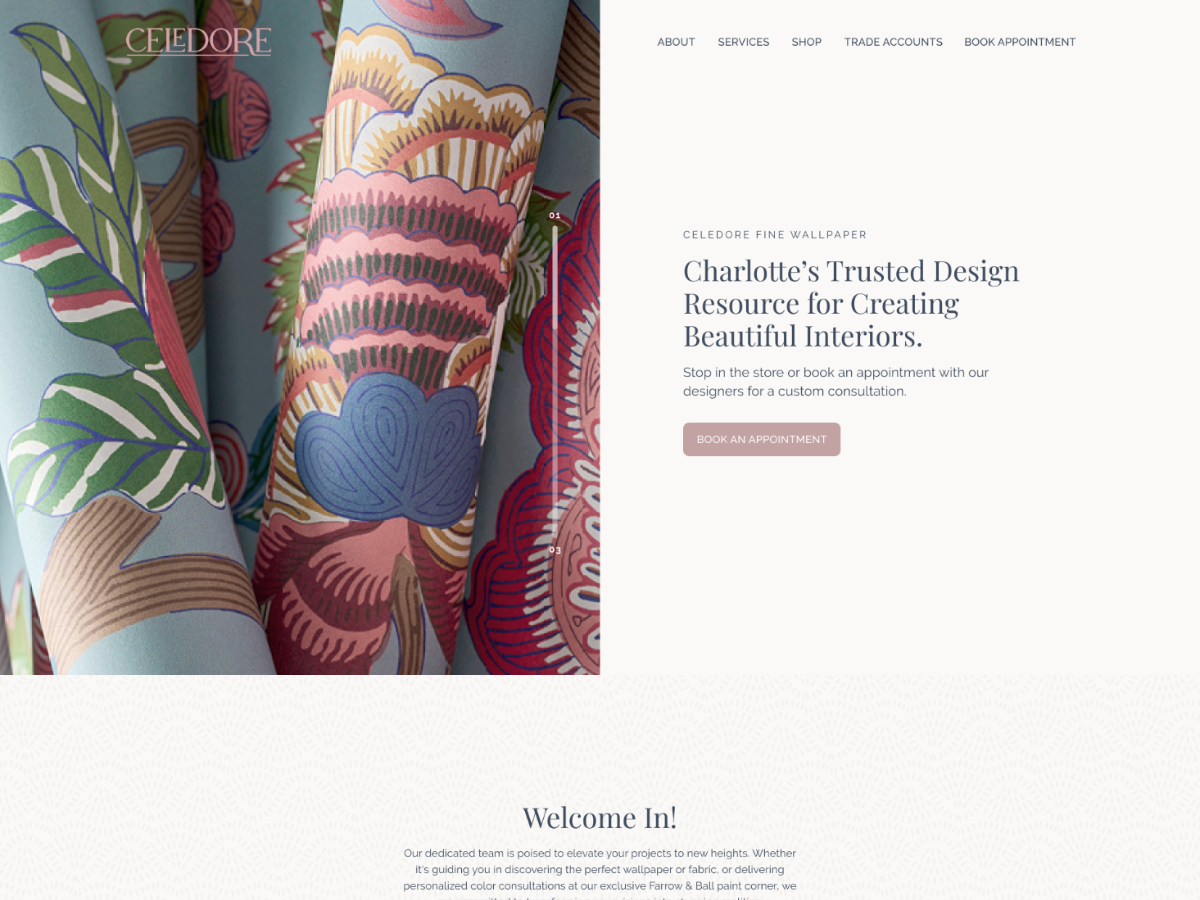 CELEDORE
ABOUT SERVICES SHOP TRADE ACCOUNTS BOOK APPOINTMENT
01
03
CELEDORE FINE WALLPAPER
Charlotte’s Trusted Design
Resource for Creating
Beautiful Interiors.
Stop in the store or book an appointment with our
designers for a custom consultation.
BOOK AN APPOINTMENT
Welcome In!
Our dedicated team is poised to elevate your projects to new heights. Whether
it's guiding you in discovering the perfect wallpaper or fabric, or delivering
personalized color consultations at our exclusive Farrow & Ball paint corner, we